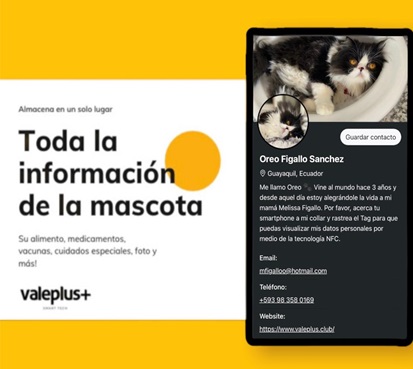 Almacena en un solo lugar
Toda la
información
de la mascota
Su alimento, medicamentos,
vacunas, cuidados especiales, foto y
más!
valeplus+
SMART TECH
Guardar contacto
Oreo Figallo Sanchez
Guayaquil, Ecuador
Me llamo Oreo 🐾 Vine al mundo hace 3 años y
desde aquel día estoy alegrándole la vida a mi
mamá Melissa Figallo. Por favor, acerca tu
smartphone a mi collar y rastrea el Tag para que
puedas visualizar mis datos personales por
medio de la tecnología NFC.
Email:
mfigallop@hotmail.com
Teléfono:
+593 98 358 0169
Website:
https://www.valeplus.club/